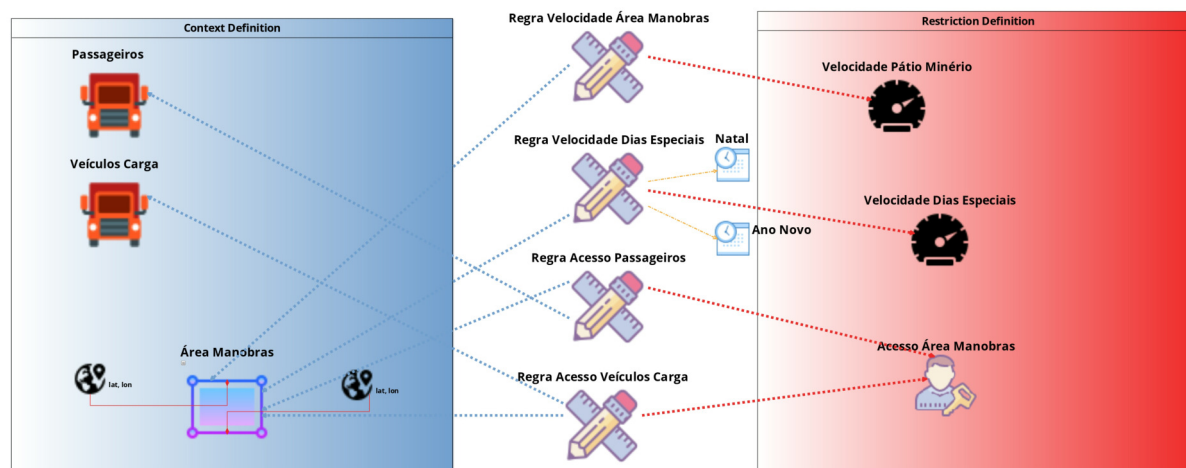 Context Definition
Regra Velocidade Área Manobras
Restriction Definition
Passageiros
Velocidade Pátio Minério
Regra Velocidade Dias Especiais
Natal
Veículos Carga
Velocidade Dias Especiais
Ano Novo
Regra Acesso Passageiros
Área Manobras
Acesso Área Manobras
lat, lon
lat, lon
Regra Acesso Veículos Carga